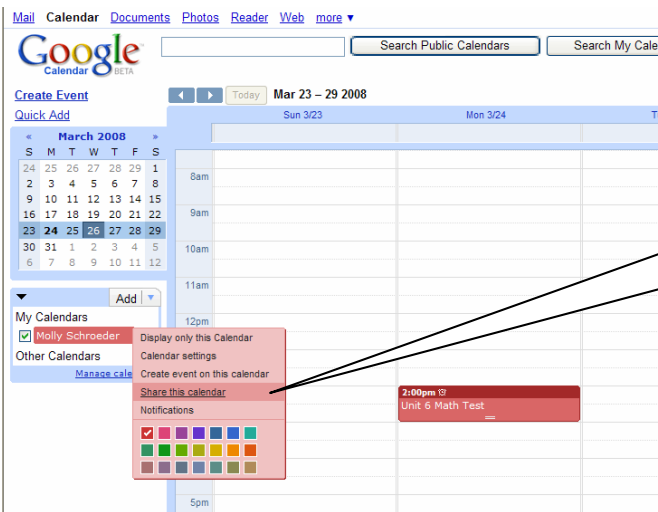 Mail Calendar Documents Photos Reader Web more ▼
Google
Calendar BETA
Search Public Calendars Search My Cale
Create Event
Quick Add
Today Mar 23 – 29 2008
Sun 3/23 Mon 3/24 T
« March 2008 »
S M T W T F S
24 25 26 27 28 29 1
2 3 4 5 6 7 8
9 10 11 12 13 14 15
16 17 18 19 20 21 22
23 24 25 26 27 28 29
30 31 1 2 3 4 5
6 7 8 9 10 11 12
8am
9am
10am
11am
12pm
5pm
Add
My Calendars
Molly Schroeder
Other Calendars
Manage cale
Display only this Calendar
Calendar settings
Create event on this calendar
Share this calendar
Notifications
2:00pm
Unit 6 Math Test